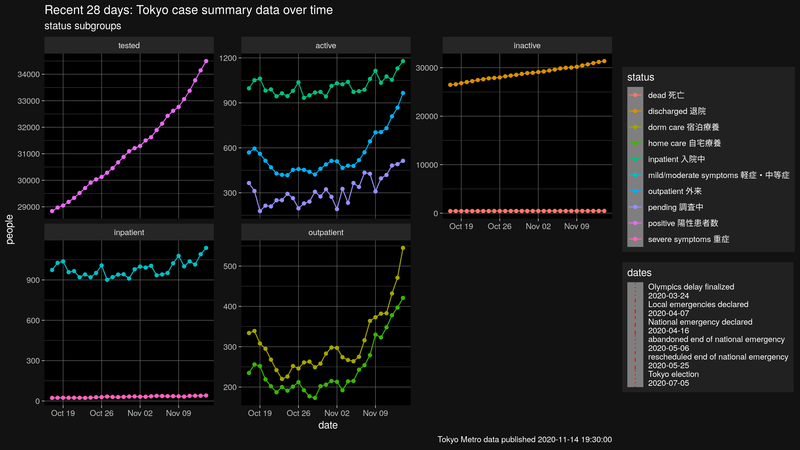 Recent 28 days: Tokyo case summary data over time
status subgroups
tested
active
inactive
34000
33000
32000
31000
30000
29000
1200
900
600
300
30000
20000
10000
0
Oct 19
Oct 26
Nov 02
Nov 09
inpatient
outpatient
900
600
300
0
500
400
300
200
Oct 19
Oct 26
Nov 02
Nov 09
Oct 19
Oct 26
Nov 02
Nov 09
people
date
status
dead 死亡
discharged 退院
dorm care 宿泊療養
home care 自宅療養
inpatient 入院中
mild/moderate symptoms 軽症・中等症
outpatient 外来
pending 調査中
positive 陽性患者数
severe symptoms 重症
dates
Olympics delay finalized
2020-03-24
Local emergencies declared
2020-04-07
National emergency declared
2020-04-16
abandoned end of national emergency
2020-05-06
rescheduled end of national emergency
2020-05-25
Tokyo election
2020-07-05
Tokyo Metro data published 2020-11-14 19:30:00